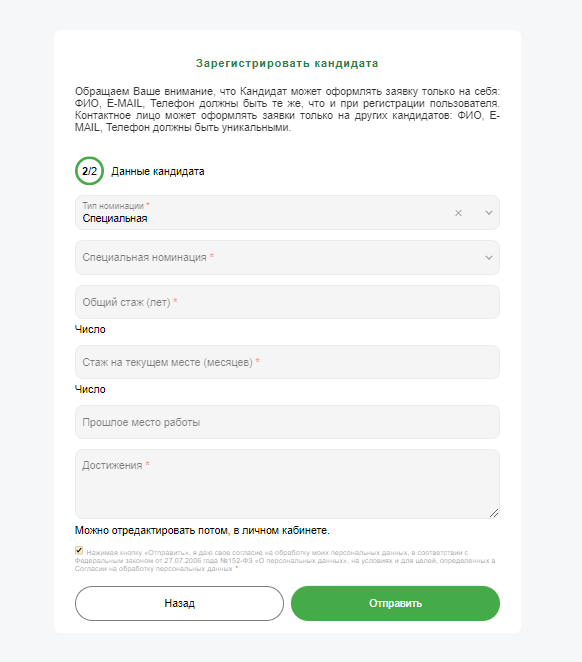 Зарегистрировать кандидата
Обращаем Ваше внимание, что Кандидат может оформлять заявку только на себя:
ФИО, E-MAIL, Телефон должны быть те же, что и при регистрации пользователя.
Контактное лицо может оформлять заявки только на других кандидатов: ФИО, E-
MAIL, Телефон должны быть уникальными.
2/2 Данные кандидата
Тип номинации *
Специальная
Специальная номинация *
Общий стаж (лет) *
Число
Стаж на текущем месте (месяцев) *
Число
Прошлое место работы
Достижения *
Можно отредактировать потом, в личном кабинете.
Нажимая кнопку «Отправить», я даю свое согласие на обработку моих персональных данных, в соответствии с
Федеральным законом от 27.07.2006 года №152-ФЗ «О персональных данных», на условиях и для целей, определенных в
Согласии на обработку персональных данных *
Назад
Отправить